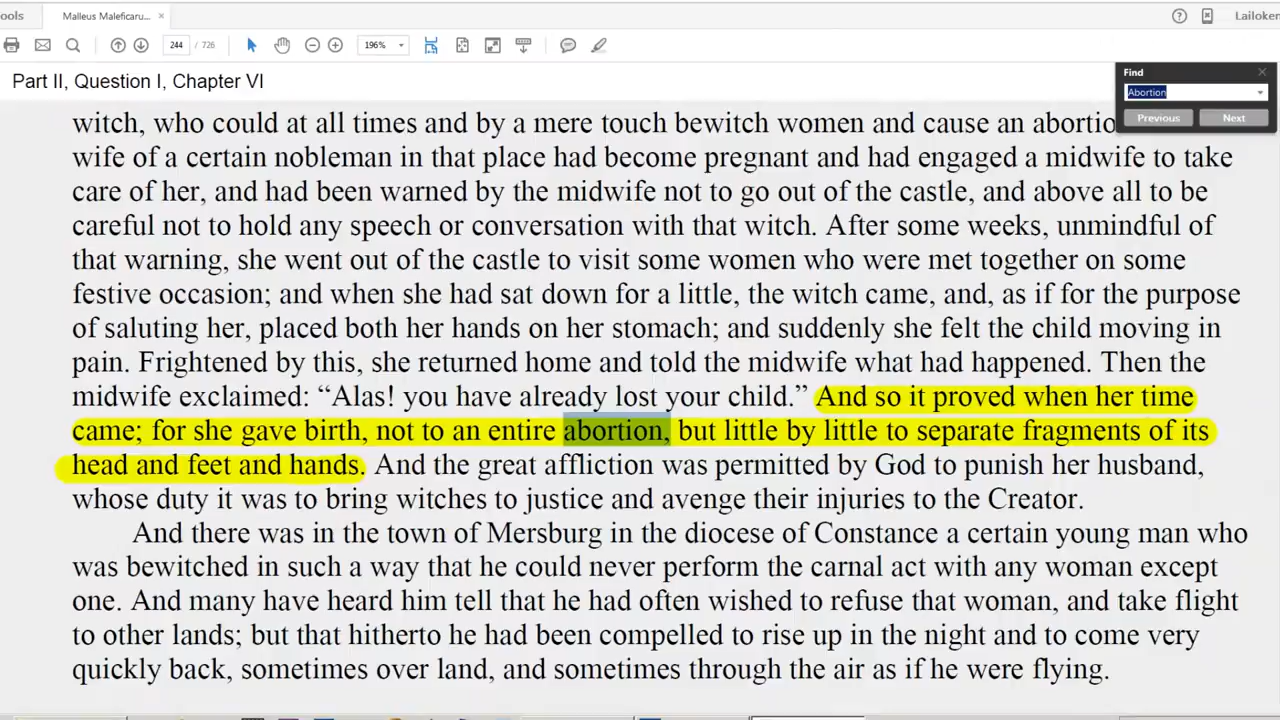 ools
Malleus Maleficaru...
Lailoken
244 / 726
196%
Part II, Question I, Chapter VI
Find
Abortion
Previous Next
witch, who could at all times and by a mere touch bewitch women and cause an abortio
wife of a certain nobleman in that place had become pregnant and had engaged a midwife to take
care of her, and had been warned by the midwife not to go out of the castle, and above all to be
careful not to hold any speech or conversation with that witch. After some weeks, unmindful of
that warning, she went out of the castle to visit some women who were met together on some
festive occasion; and when she had sat down for a little, the witch came, and, as if for the purpose
of saluting her, placed both her hands on her stomach; and suddenly she felt the child moving in
pain. Frightened by this, she returned home and told the midwife what had happened. Then the
midwife exclaimed: “Alas! you have already lost your child.” And so it proved when her time
came; for she gave birth, not to an entire abortion, but little by little to separate fragments of its
head and feet and hands. And the great affliction was permitted by God to punish her husband,
whose duty it was to bring witches to justice and avenge their injuries to the Creator.
And there was in the town of Mersburg in the diocese of Constance a certain young man who
was bewitched in such a way that he could never perform the carnal act with any woman except
one. And many have heard him tell that he had often wished to refuse that woman, and take flight
to other lands; but that hitherto he had been compelled to rise up in the night and to come very
quickly back, sometimes over land, and sometimes through the air as if he were flying.